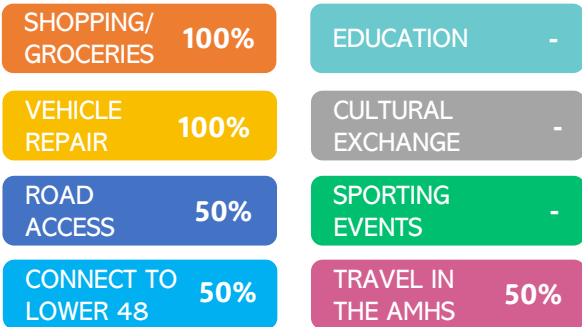 SHOPPING/
GROCERIES 100%
EDUCATION -
VEHICLE
REPAIR 100%
CULTURAL
EXCHANGE -
ROAD
ACCESS 50%
SPORTING
EVENTS -
CONNECT TO
LOWER 48 50%
TRAVEL IN
THE AMHS 50%